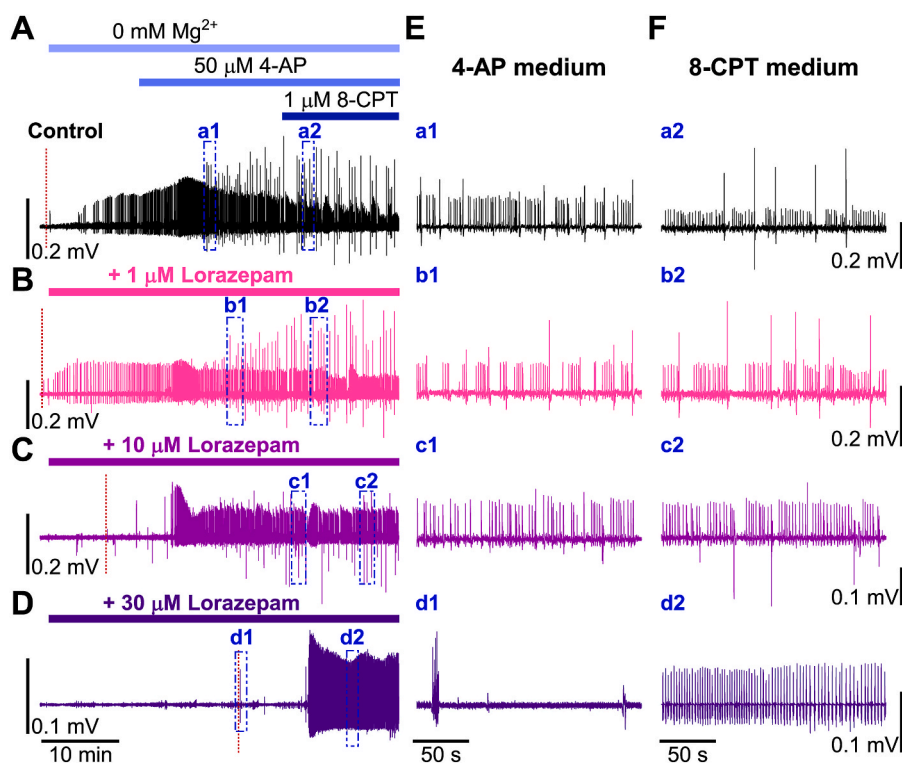 A
E
F
0 mM Mg²⁺
50 μM 4-AP
4-AP medium
8-CPT medium
1 μM 8-CPT
Control
a1
a2
a1
a2
0.2 mV
0.2 mV
B
+ 1 μM Lorazepam
b1
b2
b1
b2
0.2 mV
0.2 mV
C
+ 10 μM Lorazepam
c1
c2
c1
c2
0.2 mV
0.1 mV
D
+ 30 μM Lorazepam
d1
d2
d1
d2
0.1 mV
0.1 mV
10 min
50 s
50 s